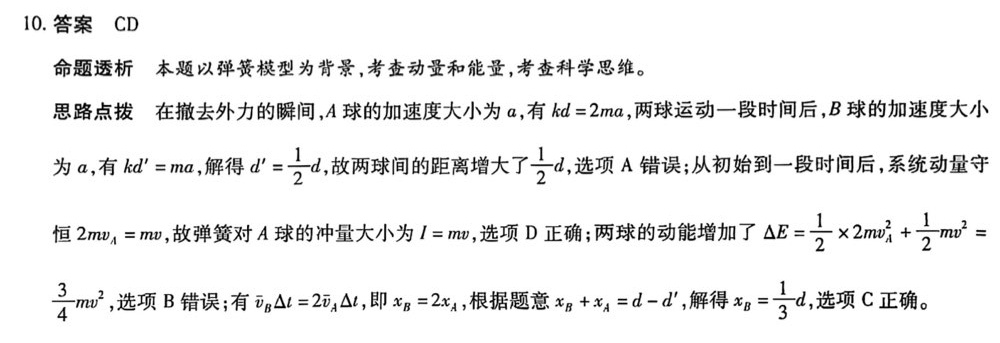 10. 答案 CD
命题透析 本题以弹簧模型为背景,考查动量和能量,考查科学思维。
思路点拨 在撤去外力的瞬间,A 球的加速度大小为 a,有 kd = 2ma,两球运动一段时间后,B 球的加速度大小
为 a,有 kd′ = ma,解得 d′ = \frac{1}{2}d,故两球间的距离增大了\frac{1}{2}d,选项 A 错误;从初始到一段时间后,系统动量守
恒 2mv_A = mv,故弹簧对 A 球的冲量大小为 I = mv,选项 D 正确;两球的动能增加了 ΔE = \frac{1}{2} × 2mv_A^2 + \frac{1}{2}mv^2 =
\frac{3}{4}mv^2,选项 B 错误;有 \bar{v}_BΔt = 2\bar{v}_AΔt,即 x_B = 2x_A,根据题意 x_B + x_A = d - d′,解得 x_B = \frac{1}{3}d,选项 C 正确。